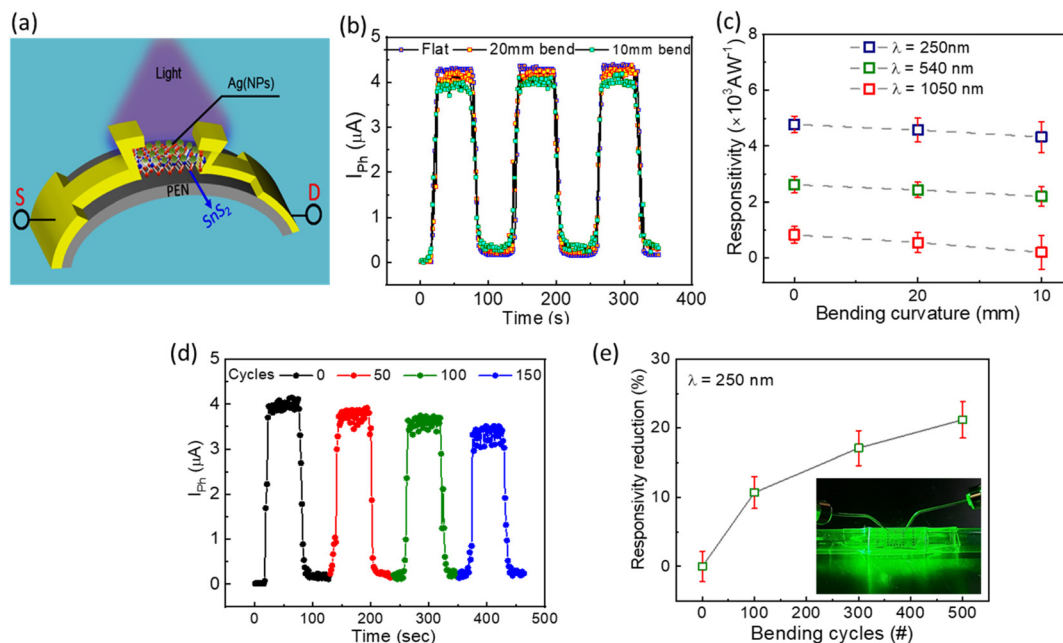 (a)
Light
Ag(NPs)
S
PEN
SnS₂
D
(b)
Flat 20mm bend 10mm bend
5
4
3
2
1
0
I_Ph (μA)
0 100 200 300 400
Time (s)
(c)
λ = 250nm
λ = 540 nm
λ = 1050 nm
8
6
4
2
0
Responsivity (×10³AW⁻¹)
0 20 10
Bending curvature (mm)
(d)
Cycles 0 50 100 150
5
4
3
2
1
0
I_Ph (μA)
0 100 200 300 400 500
Time (sec)
(e)
λ = 250 nm
30
20
10
0
Responsivity reduction (%)
0 100 300 500
Bending cycles (#)